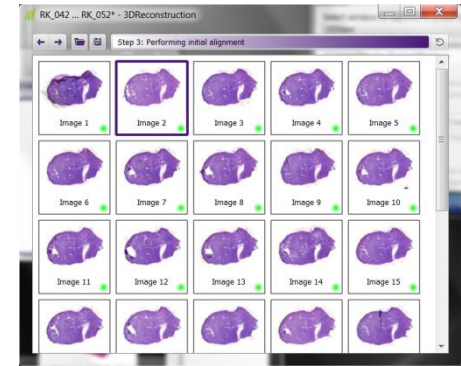 RK_042 ... RK_052* - 3DReconstruction
Step 3: Performing initial alignment
Image 1
Image 2
Image 3
Image 4
Image 5
Image 6
Image 7
Image 8
Image 9
Image 10
Image 11
Image 12
Image 13
Image 14
Image 15